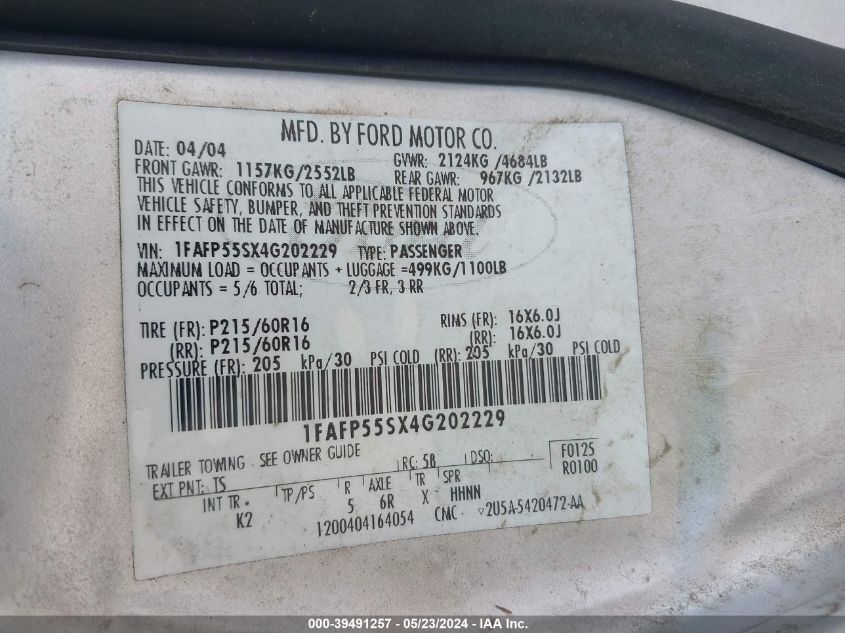 MFD. BY FORD MOTOR CO.
DATE: 04/04 GVWR: 2124KG /4684LB
FRONT GAWR: 1157KG/2552LB REAR GAWR: 967KG /2132LB
THIS VEHICLE CONFORMS TO ALL APPLICABLE FEDERAL MOTOR
VEHICLE SAFETY, BUMPER, AND THEFT PREVENTION STANDARDS
IN EFFECT ON THE DATE OF MANUFACTURE SHOWN ABOVE.
VIN: 1FAFP55SX4G202229 TYPE: PASSENGER
MAXIMUM LOAD = OCCUPANTS + LUGGAGE =499KG/1100LB
OCCUPANTS = 5/6 TOTAL; 2/3 FR, 3 RR
TIRE (FR): P215/60R16 RIMS (FR): 16X6.0J
(RR): P215/60R16 (RR): 16X6.0J
PRESSURE (FR): 205 kPa/30 PSI COLD (RR): 205 kPa/30 PSI COLD
1FAFP55SX4G202229
TRAILER TOWING - SEE OWNER GUIDE RC: 58 DSO: F0125
EXT PNT: TS R0100
INT TR. TP/PS R AXLE TR SPR
K2 5 6R X HHNN
1200404164054 CMC ▽2U5A-5420472-AA
000-39491257 - 05/23/2024 - IAA Inc.